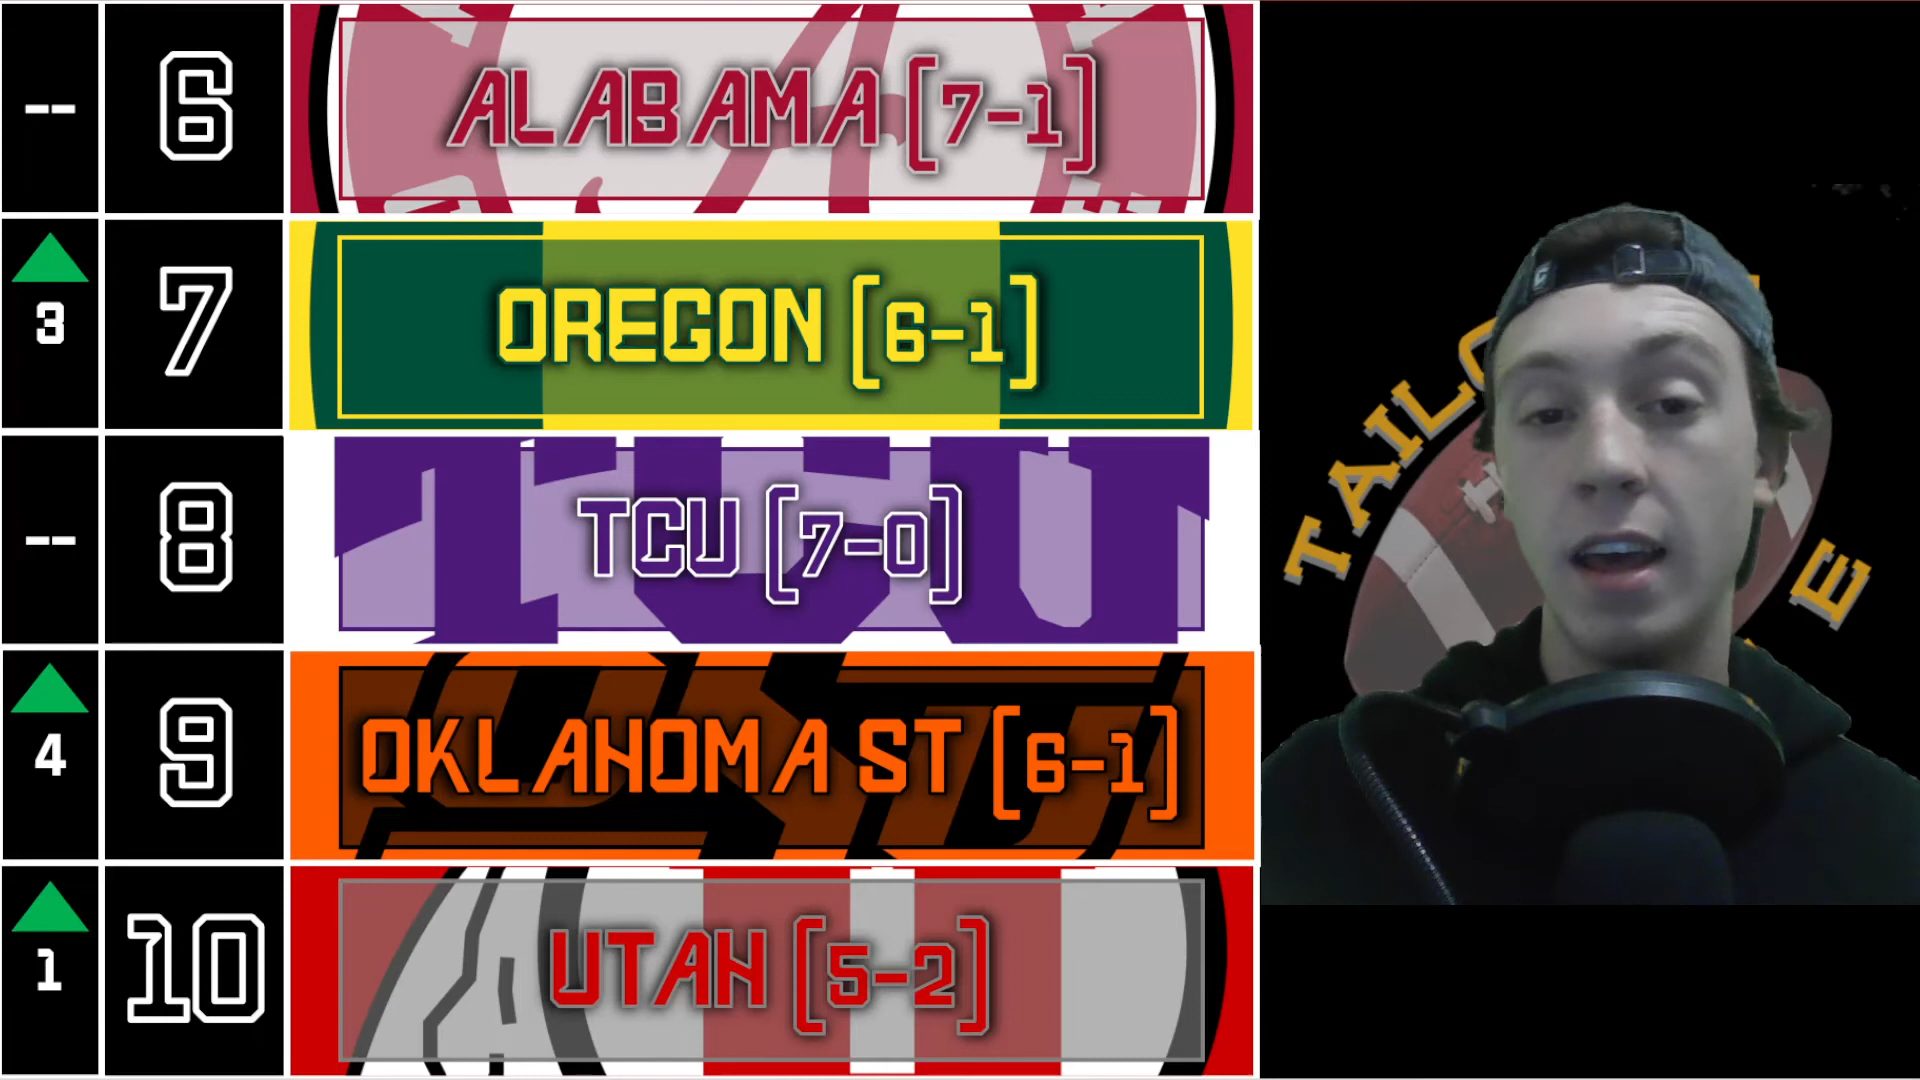 -- 6 ALABAMA [7-1]
3 7 OREGON [6-1]
-- 8 TCU [7-0]
4 9 OKLAHOMA ST [6-1]
1 10 UTAH [5-2]